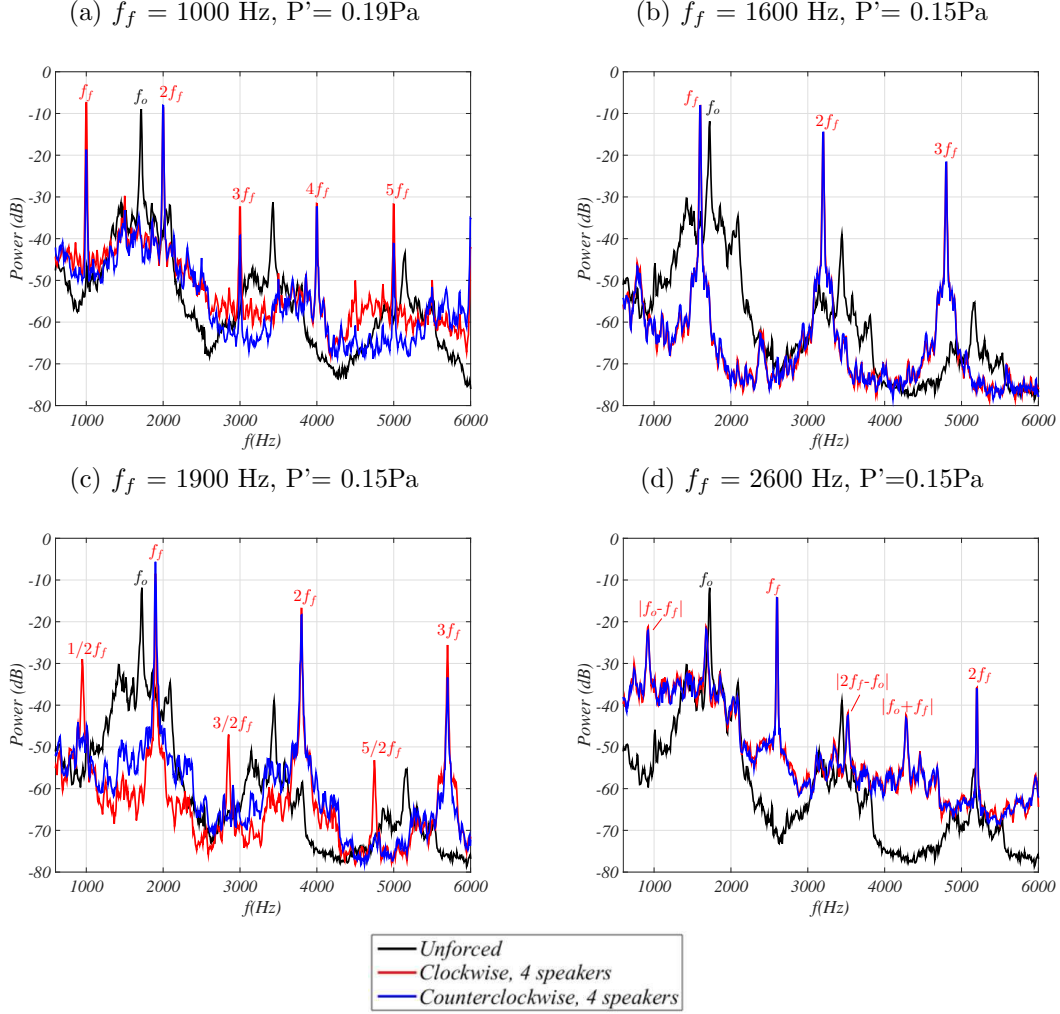 (a) f_f = 1000 Hz, P'= 0.19Pa
(b) f_f = 1600 Hz, P'= 0.15Pa
0
-10
-20
-30
-40
-50
-60
-70
-80
Power (dB)
f_f
f_o
2f_f
3f_f
4f_f
5f_f
1000 2000 3000 4000 5000 6000
f(Hz)
0
-10
-20
-30
-40
-50
-60
-70
-80
Power (dB)
f_f
f_o
2f_f
3f_f
1000 2000 3000 4000 5000 6000
f(Hz)
(c) f_f = 1900 Hz, P'= 0.15Pa
(d) f_f = 2600 Hz, P'=0.15Pa
0
-10
-20
-30
-40
-50
-60
-70
-80
Power (dB)
1/2f_f
f_o
f_f
3/2f_f
2f_f
5/2f_f
3f_f
1000 2000 3000 4000 5000 6000
f(Hz)
0
-10
-20
-30
-40
-50
-60
-70
-80
Power (dB)
|f_o-f_f|
f_o
f_f
|2f_f-f_o|
|f_o+f_f|
2f_f
1000 2000 3000 4000 5000 6000
f(Hz)
Unforced
Clockwise, 4 speakers
Counterclockwise, 4 speakers